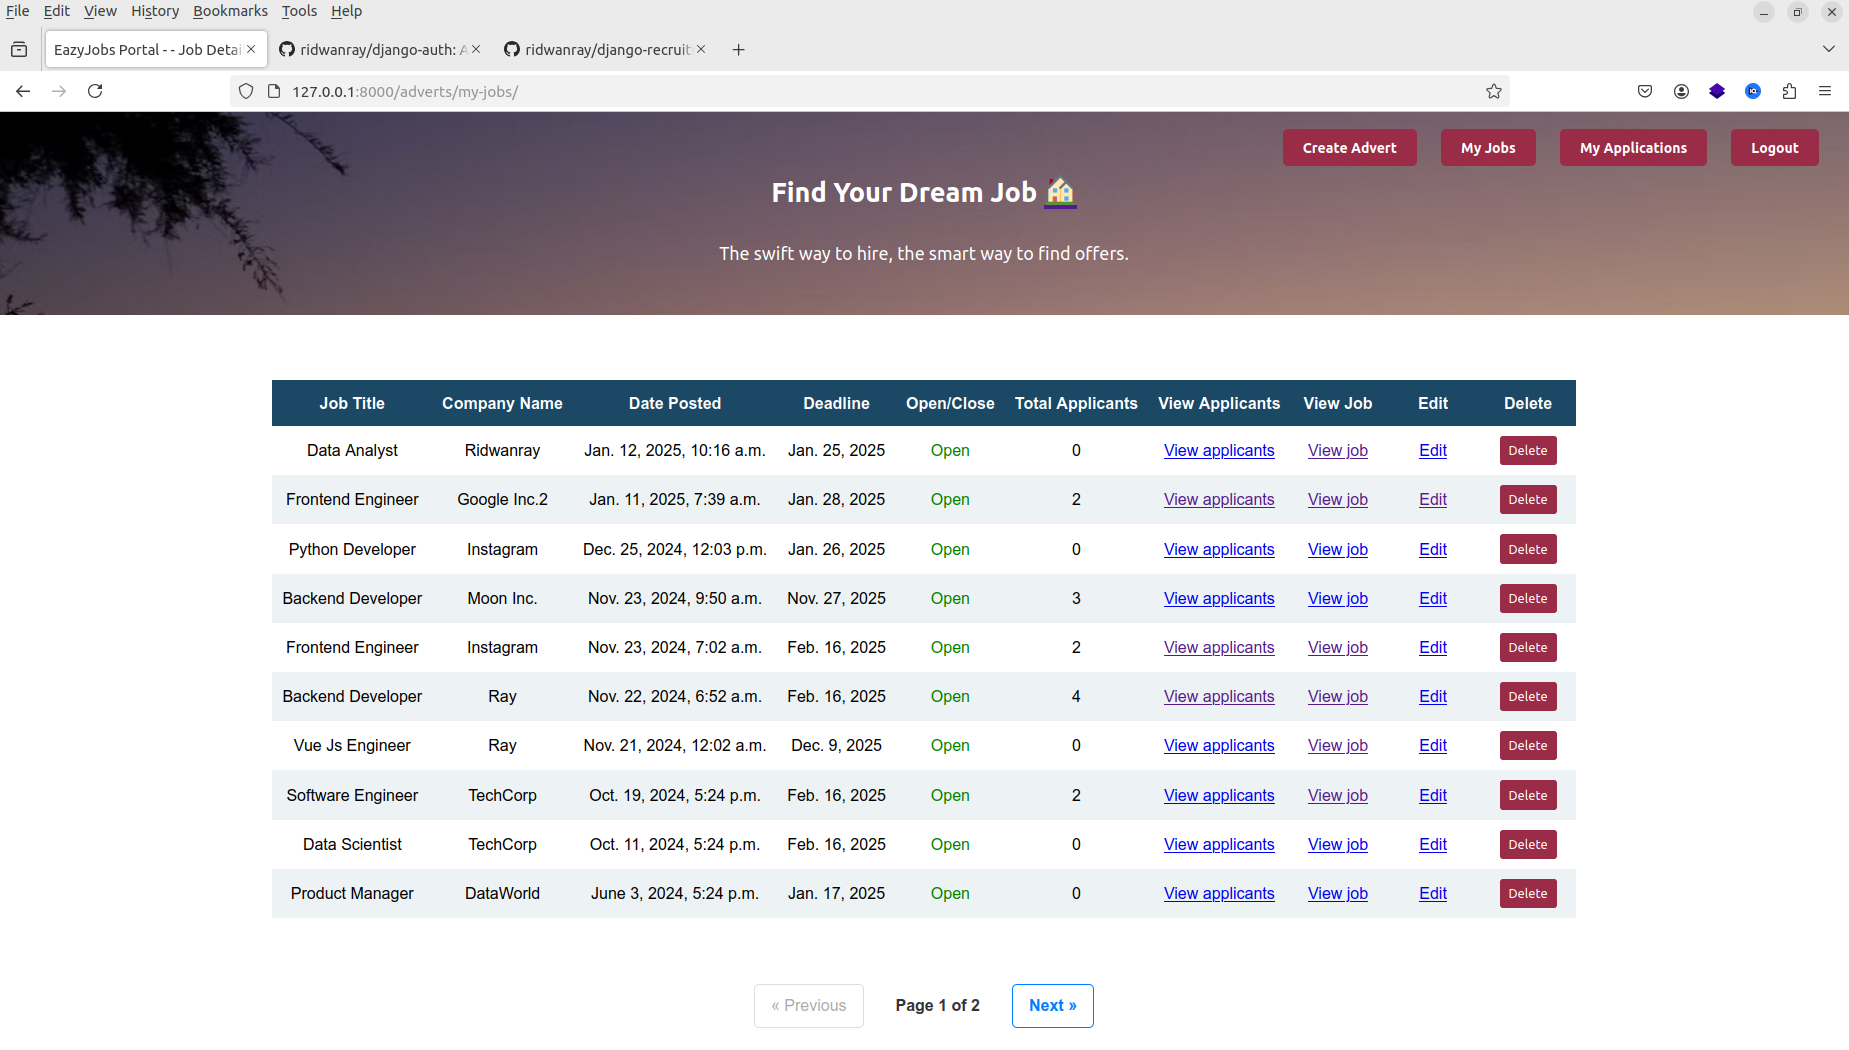 File Edit View History Bookmarks Tools Help
EazyJobs Portal - - Job Detai
ridwanray/django-auth: A
ridwanray/django-recruit
127.0.0.1:8000/adverts/my-jobs/
Create Advert My Jobs My Applications Logout
Find Your Dream Job
The swift way to hire, the smart way to find offers.
Job Title Company Name Date Posted Deadline Open/Close Total Applicants View Applicants View Job Edit Delete
Data Analyst Ridwanray Jan. 12, 2025, 10:16 a.m. Jan. 25, 2025 Open 0 View applicants View job Edit Delete
Frontend Engineer Google Inc.2 Jan. 11, 2025, 7:39 a.m. Jan. 28, 2025 Open 2 View applicants View job Edit Delete
Python Developer Instagram Dec. 25, 2024, 12:03 p.m. Jan. 26, 2025 Open 0 View applicants View job Edit Delete
Backend Developer Moon Inc. Nov. 23, 2024, 9:50 a.m. Nov. 27, 2025 Open 3 View applicants View job Edit Delete
Frontend Engineer Instagram Nov. 23, 2024, 7:02 a.m. Feb. 16, 2025 Open 2 View applicants View job Edit Delete
Backend Developer Ray Nov. 22, 2024, 6:52 a.m. Feb. 16, 2025 Open 4 View applicants View job Edit Delete
Vue Js Engineer Ray Nov. 21, 2024, 12:02 a.m. Dec. 9, 2025 Open 0 View applicants View job Edit Delete
Software Engineer TechCorp Oct. 19, 2024, 5:24 p.m. Feb. 16, 2025 Open 2 View applicants View job Edit Delete
Data Scientist TechCorp Oct. 11, 2024, 5:24 p.m. Feb. 16, 2025 Open 0 View applicants View job Edit Delete
Product Manager DataWorld June 3, 2024, 5:24 p.m. Jan. 17, 2025 Open 0 View applicants View job Edit Delete
« Previous Page 1 of 2 Next »